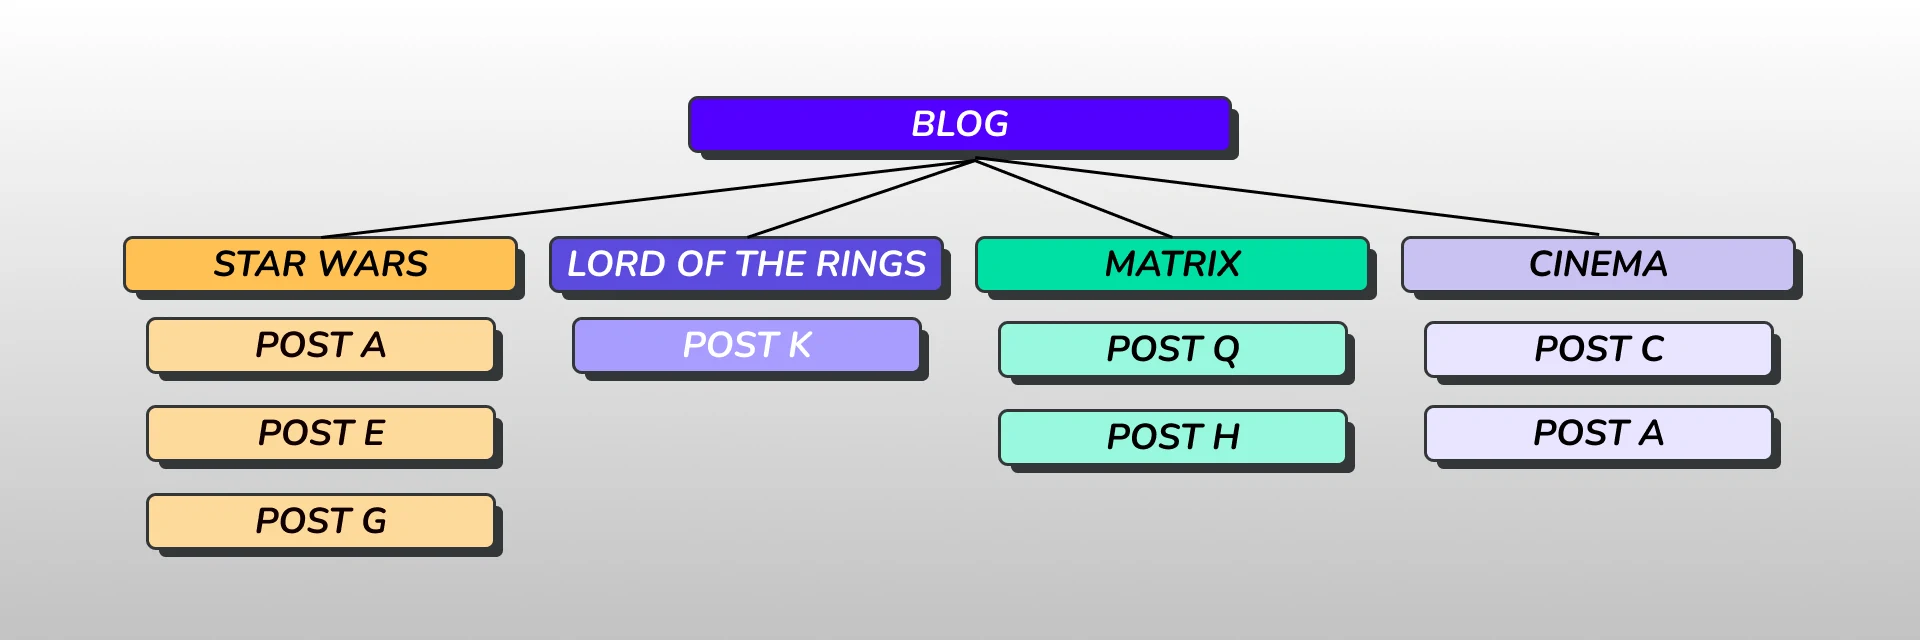 BLOG
STAR WARS
LORD OF THE RINGS
MATRIX
CINEMA
POST A
POST K
POST Q
POST C
POST E
POST H
POST A
POST G